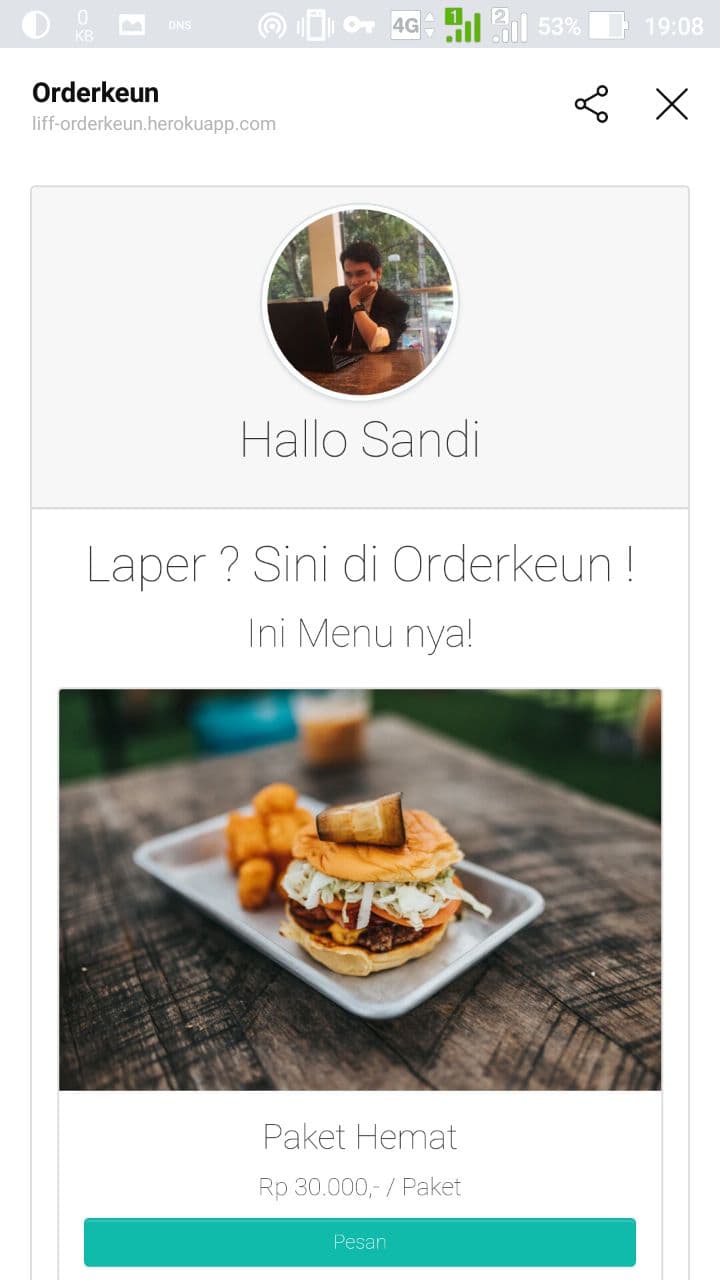 0
KB
DNS
4G
1
2
53%
19:08
Orderkeun
liff-orderkeun.herokuapp.com
Hallo Sandi
Laper ? Sini di Orderkeun !
Ini Menu nya!
Paket Hemat
Rp 30.000,- / Paket
Pesan